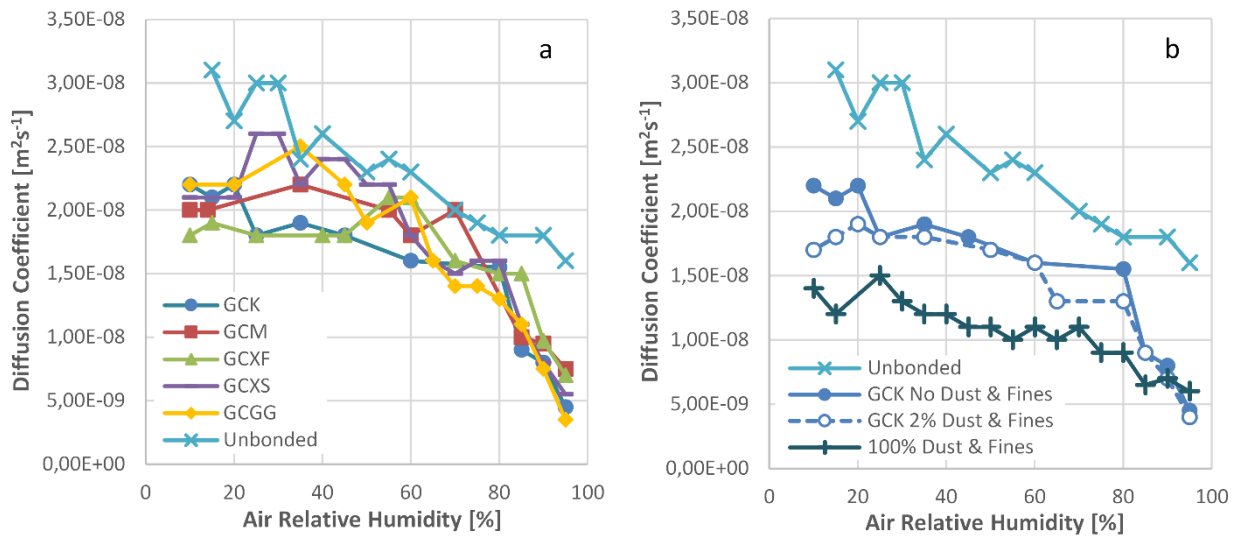 a
Diffusion Coefficient [m²s⁻¹]
3,50E-08
3,00E-08
2,50E-08
2,00E-08
1,50E-08
1,00E-08
5,00E-09
0,00E+00
GCK
GCM
GCXF
GCXS
GCGG
Unbonded
0 20 40 60 80 100
Air Relative Humidity [%]
b
Diffusion Coefficient [m²s⁻¹]
3,50E-08
3,00E-08
2,50E-08
2,00E-08
1,50E-08
1,00E-08
5,00E-09
0,00E+00
Unbonded
GCK No Dust & Fines
GCK 2% Dust & Fines
100% Dust & Fines
0 20 40 60 80 100
Air Relative Humidity [%]